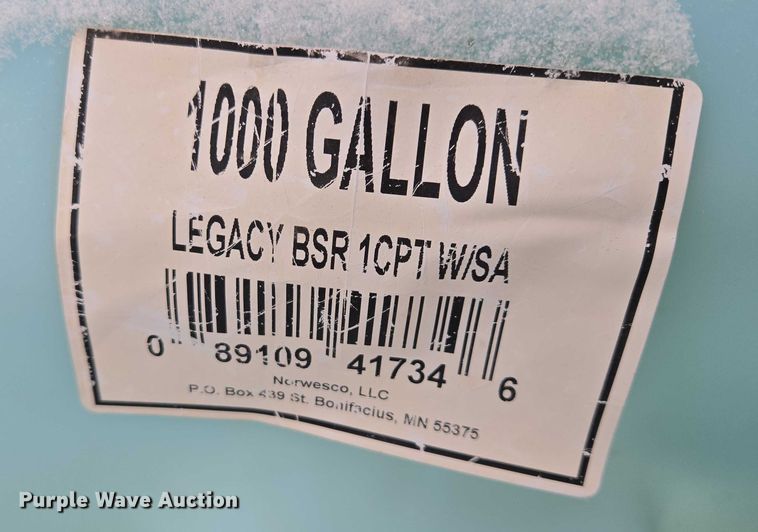 1000 GALLON
LEGACY BSR 1CPT W/SA
0 89109 41734 6
Norwesco, LLC
P.O. Box 439 St. Bonifacius, MN 55375
Purple Wave Auction